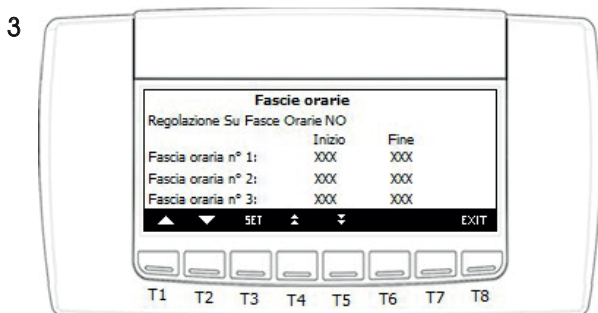 3
Fascie orarie
Regolazione Su Fasce Orarie NO
Inizio Fine
Fascia oraria n° 1: XXX XXX
Fascia oraria n° 2: XXX XXX
Fascia oraria n° 3: XXX XXX
SET EXIT
T1 T2 T3 T4 T5 T6 T7 T8